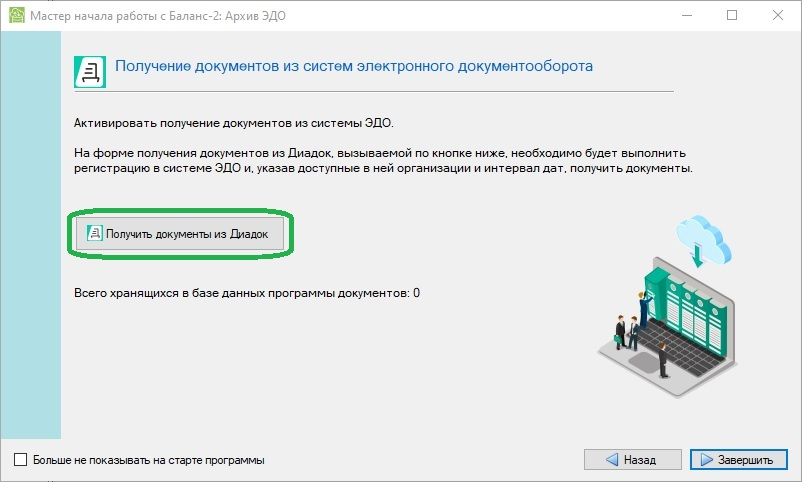 Мастер начала работы с Баланс-2: Архив ЭДО
Получение документов из систем электронного документооборота
Активировать получение документов из системы ЭДО.
На форме получения документов из Диадок, вызываемой по кнопке ниже, необходимо будет выполнить
регистрацию в системе ЭДО и, указав доступные в ней организации и интервал дат, получить документы.
Получить документы из Диадок
Всего хранящихся в базе данных программы документов: 0
Больше не показывать на старте программы
Назад
Завершить